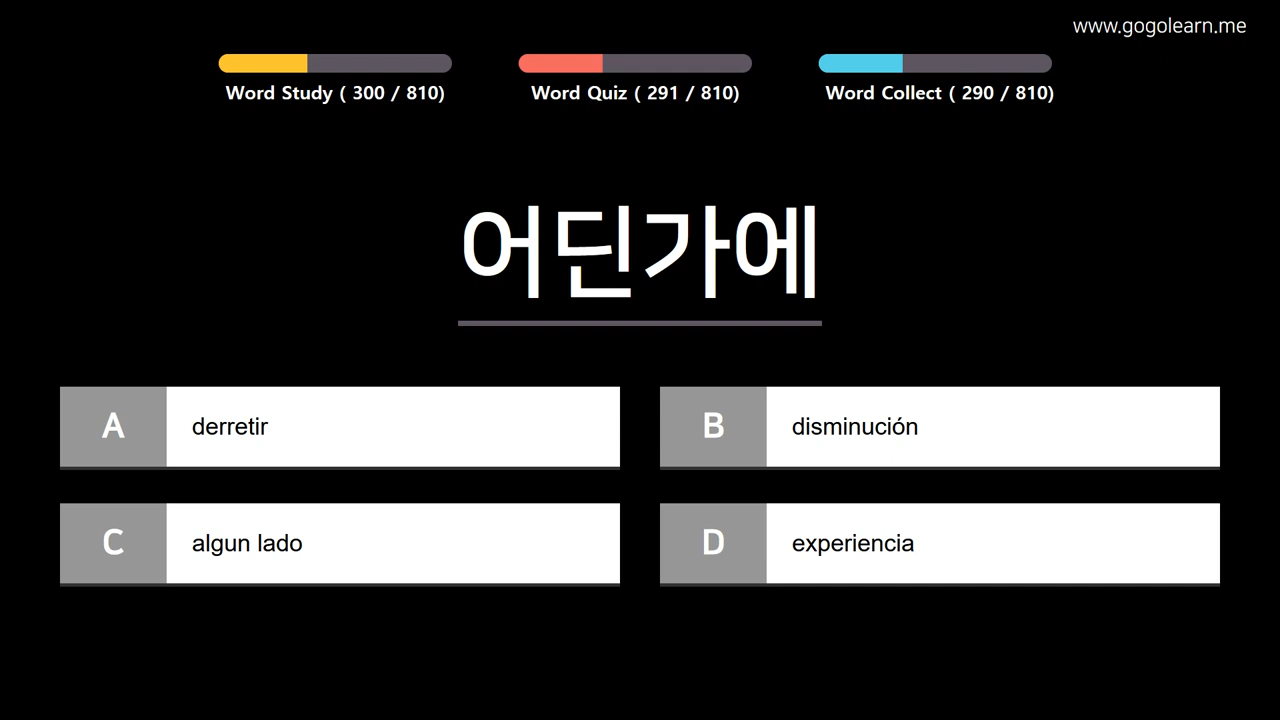 www.gogolearn.me
Word Study ( 300 / 810)
Word Quiz ( 291 / 810)
Word Collect ( 290 / 810)
어딘가에
A derretir
B disminución
C algun lado
D experiencia